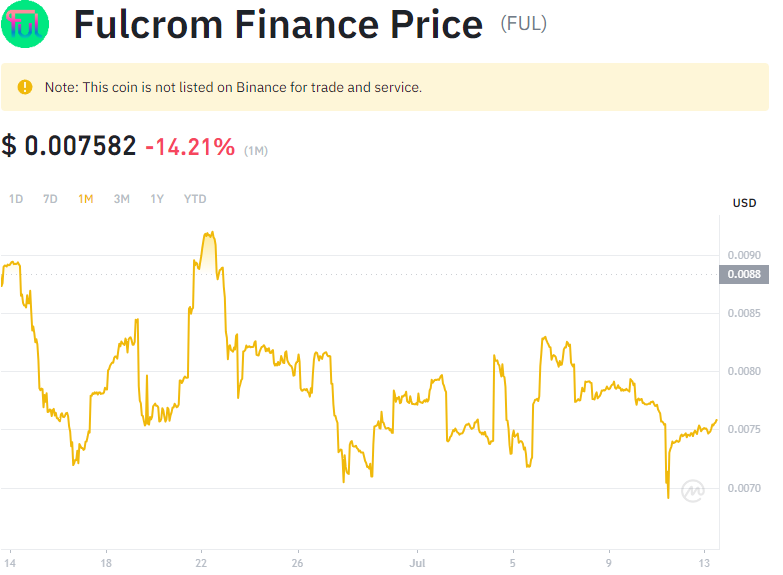 ful
Fulcrom Finance Price (FUL)
Note: This coin is not listed on Binance for trade and service.
$ 0.007582 -14.21% (1M)
1D 7D 1M 3M 1Y YTD
USD
0.0090
0.0088
0.0085
0.0080
0.0075
0.0070
14 18 22 26 Jul 5 9 13